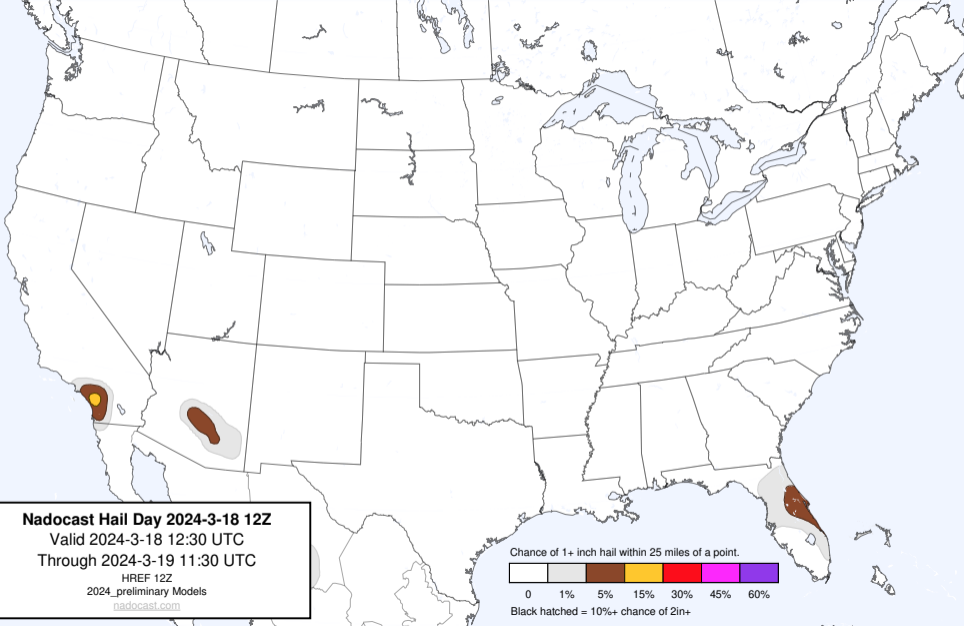 Nadocast Hail Day 2024-3-18 12Z
Valid 2024-3-18 12:30 UTC
Through 2024-3-19 11:30 UTC
HREF 12Z
2024_preliminary Models
nadocast.com
Chance of 1+ inch hail within 25 miles of a point.
0 1% 5% 15% 30% 45% 60%
Black hatched = 10%+ chance of 2in+